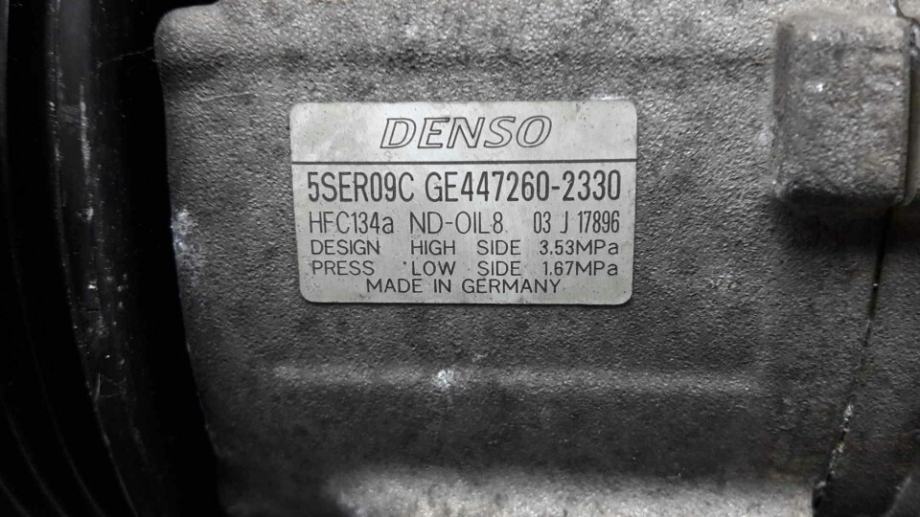 DENSO
5SER09C GE447260-2330
HFC134a ND-OIL8 03 J 17896
DESIGN HIGH SIDE 3.53MPa
PRESS LOW SIDE 1.67MPa
MADE IN GERMANY